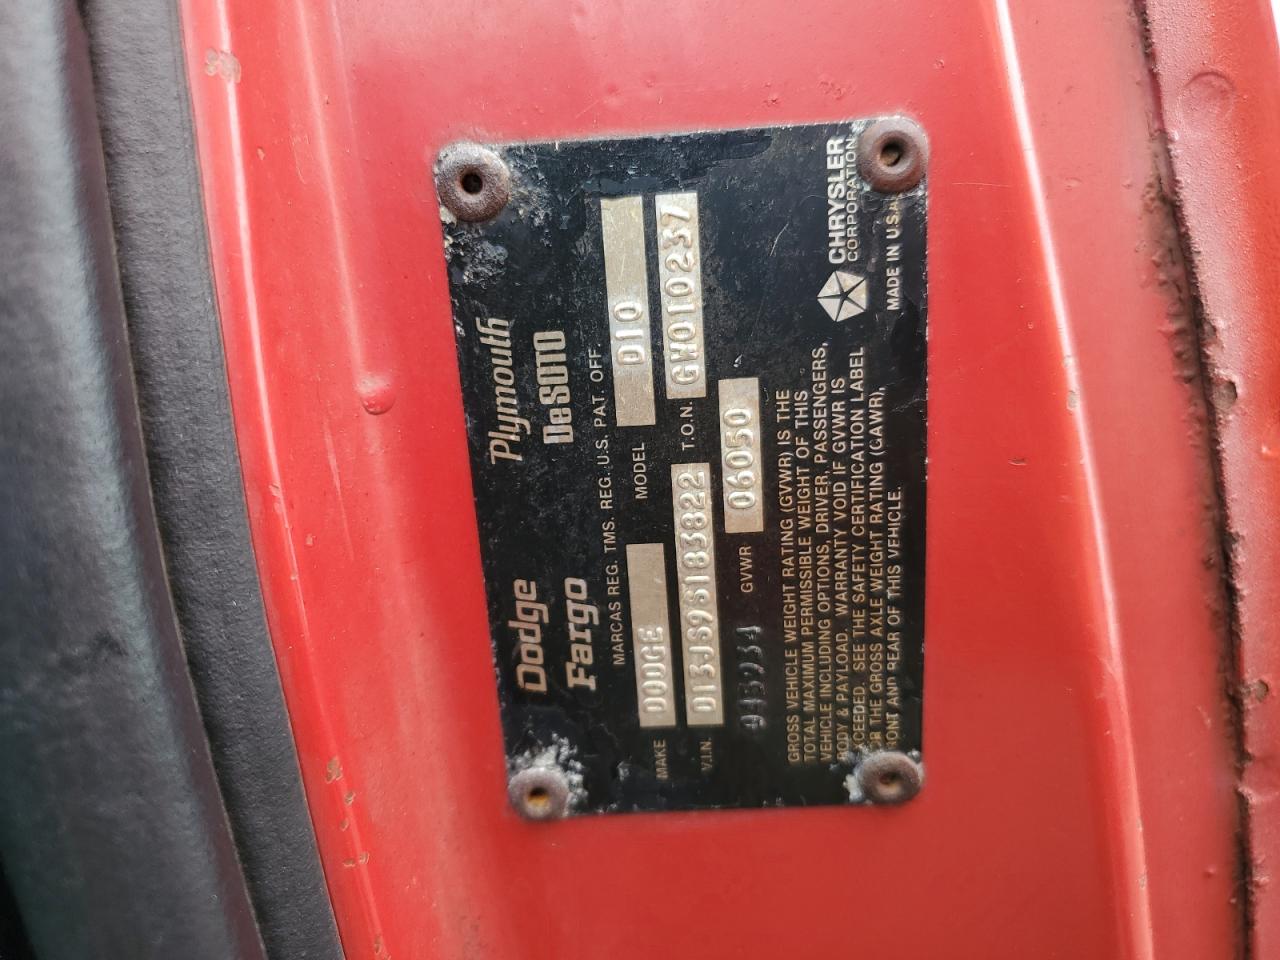 Dodge Plymouth
Fargo DeSOTO
MARCAS REG. TMS. REG. U.S. PAT. OFF.
MAKE DODGE MODEL D10
V.I.N. D13JS9S183822 T.O.N. GW010237
GVWR 06050
GROSS VEHICLE WEIGHT RATING (GVWR) IS THE
TOTAL MAXIMUM PERMISSIBLE WEIGHT OF THIS
VEHICLE INCLUDING OPTIONS, DRIVER, PASSENGERS,
BODY & PAYLOAD. WARRANTY VOID IF GVWR IS
EXCEEDED. SEE THE SAFETY CERTIFICATION LABEL
FOR THE GROSS AXLE WEIGHT RATING (GAWR),
FRONT AND REAR OF THIS VEHICLE.
CHRYSLER
CORPORATION
MADE IN U.S.A.